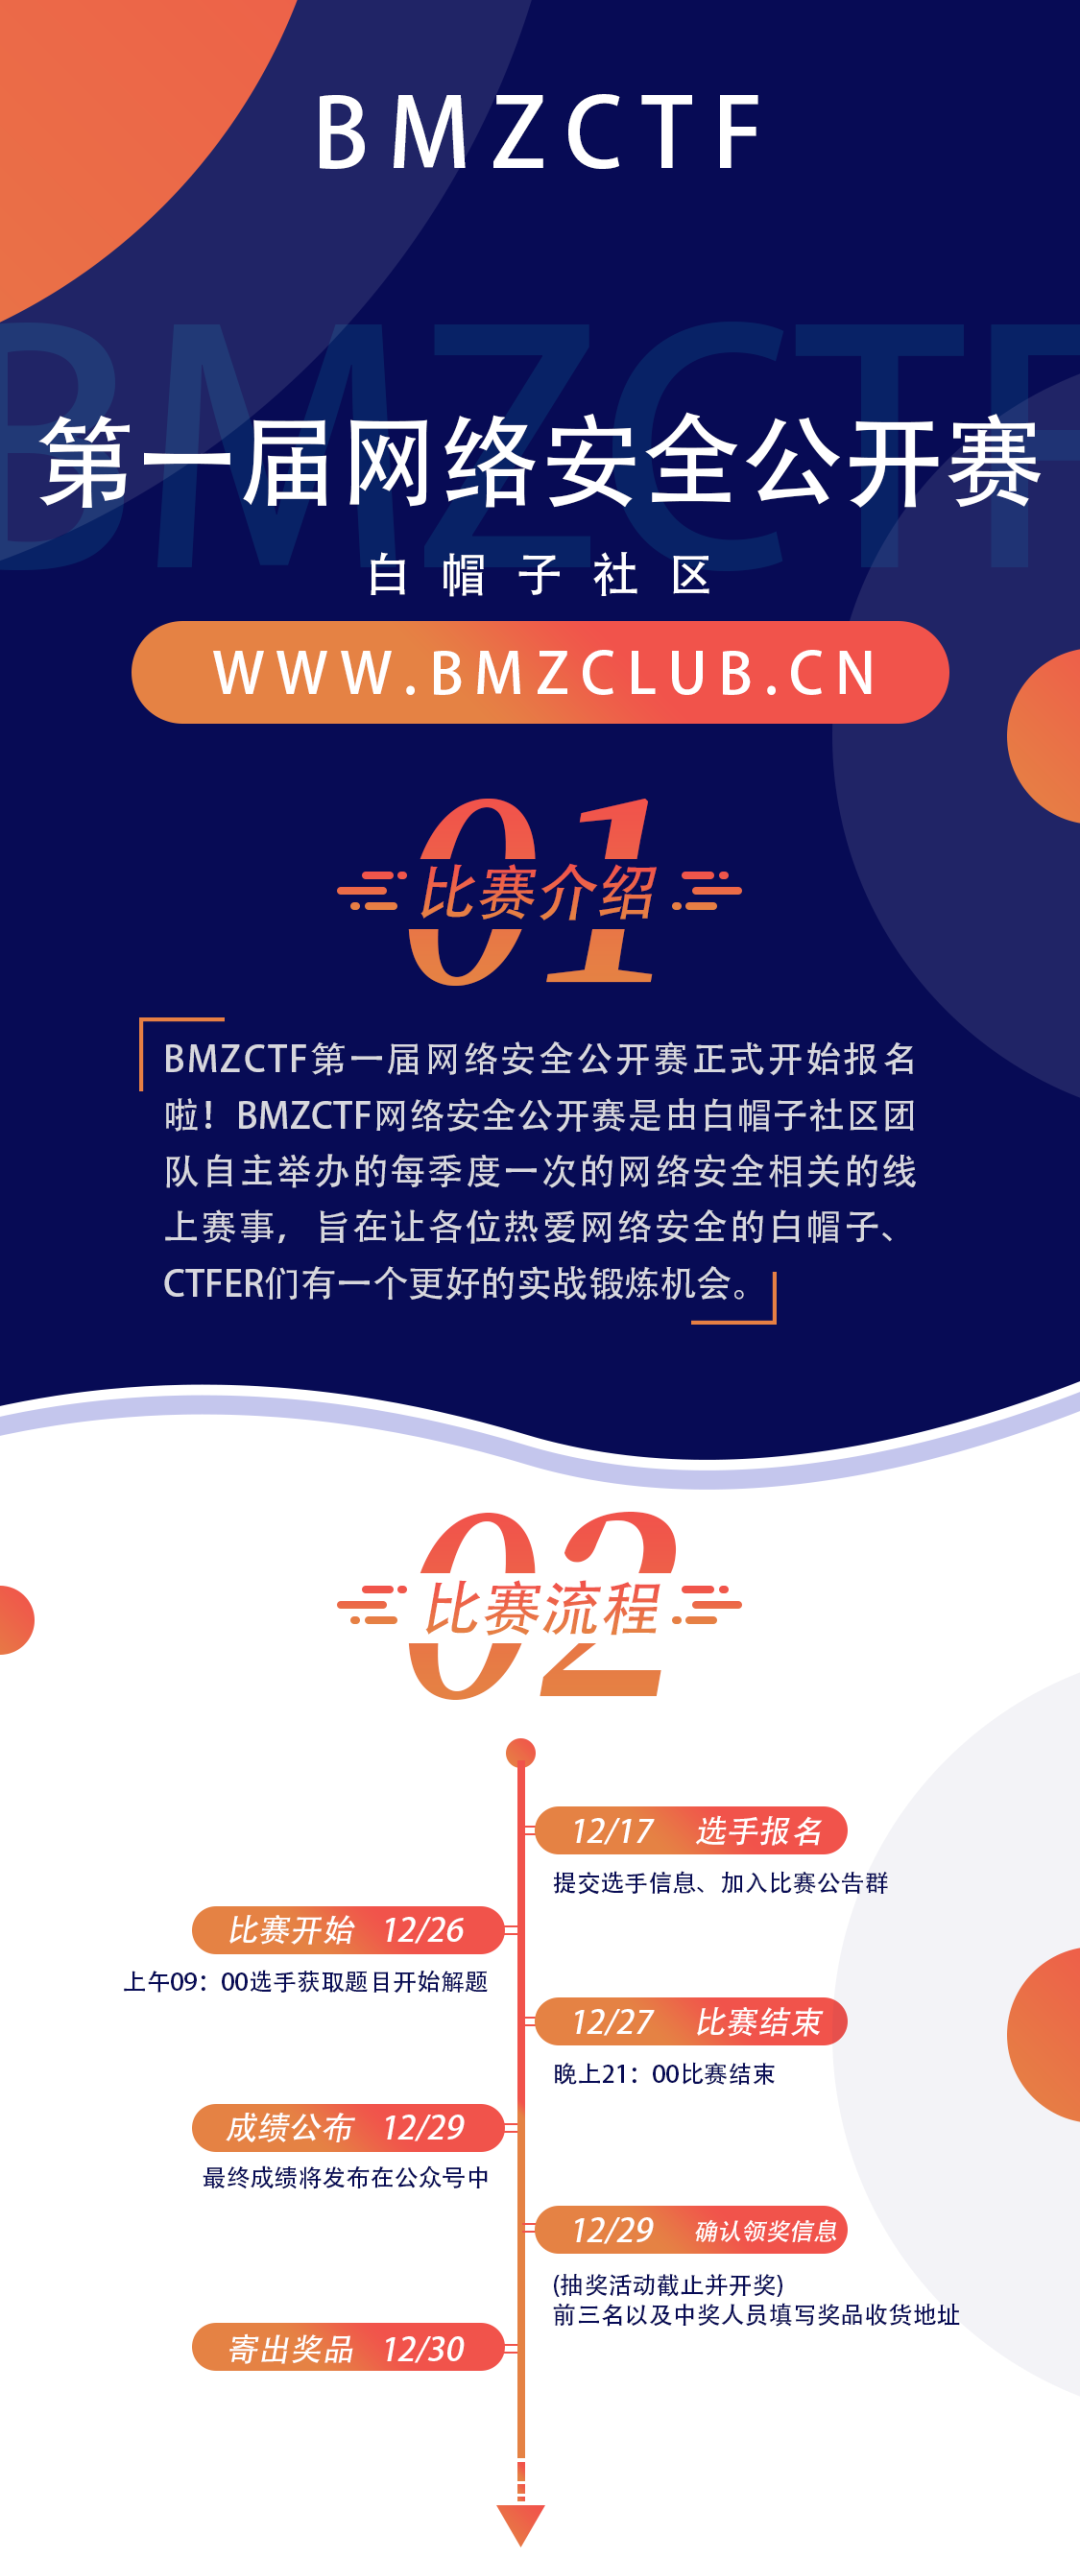 BMZCTF
BMZCTF
第一届网络安全公开赛
白帽子社区
WWW.BMZCLUB.CN
01
比赛介绍
BMZCTF第一届网络安全公开赛正式开始报名
啦！BMZCTF网络安全公开赛是由白帽子社区团
队自主举办的每季度一次的网络安全相关的线
上赛事，旨在让各位热爱网络安全的白帽子、
CTFER们有一个更好的实战锻炼机会。
02
比赛流程
12/17 选手报名
提交选手信息、加入比赛公告群
比赛开始 12/26
上午09：00选手获取题目开始解题
12/27 比赛结束
晚上21：00比赛结束
成绩公布 12/29
最终成绩将发布在公众号中
12/29 确认领奖信息
(抽奖活动截止并开奖)
前三名以及中奖人员填写奖品收货地址
寄出奖品 12/30